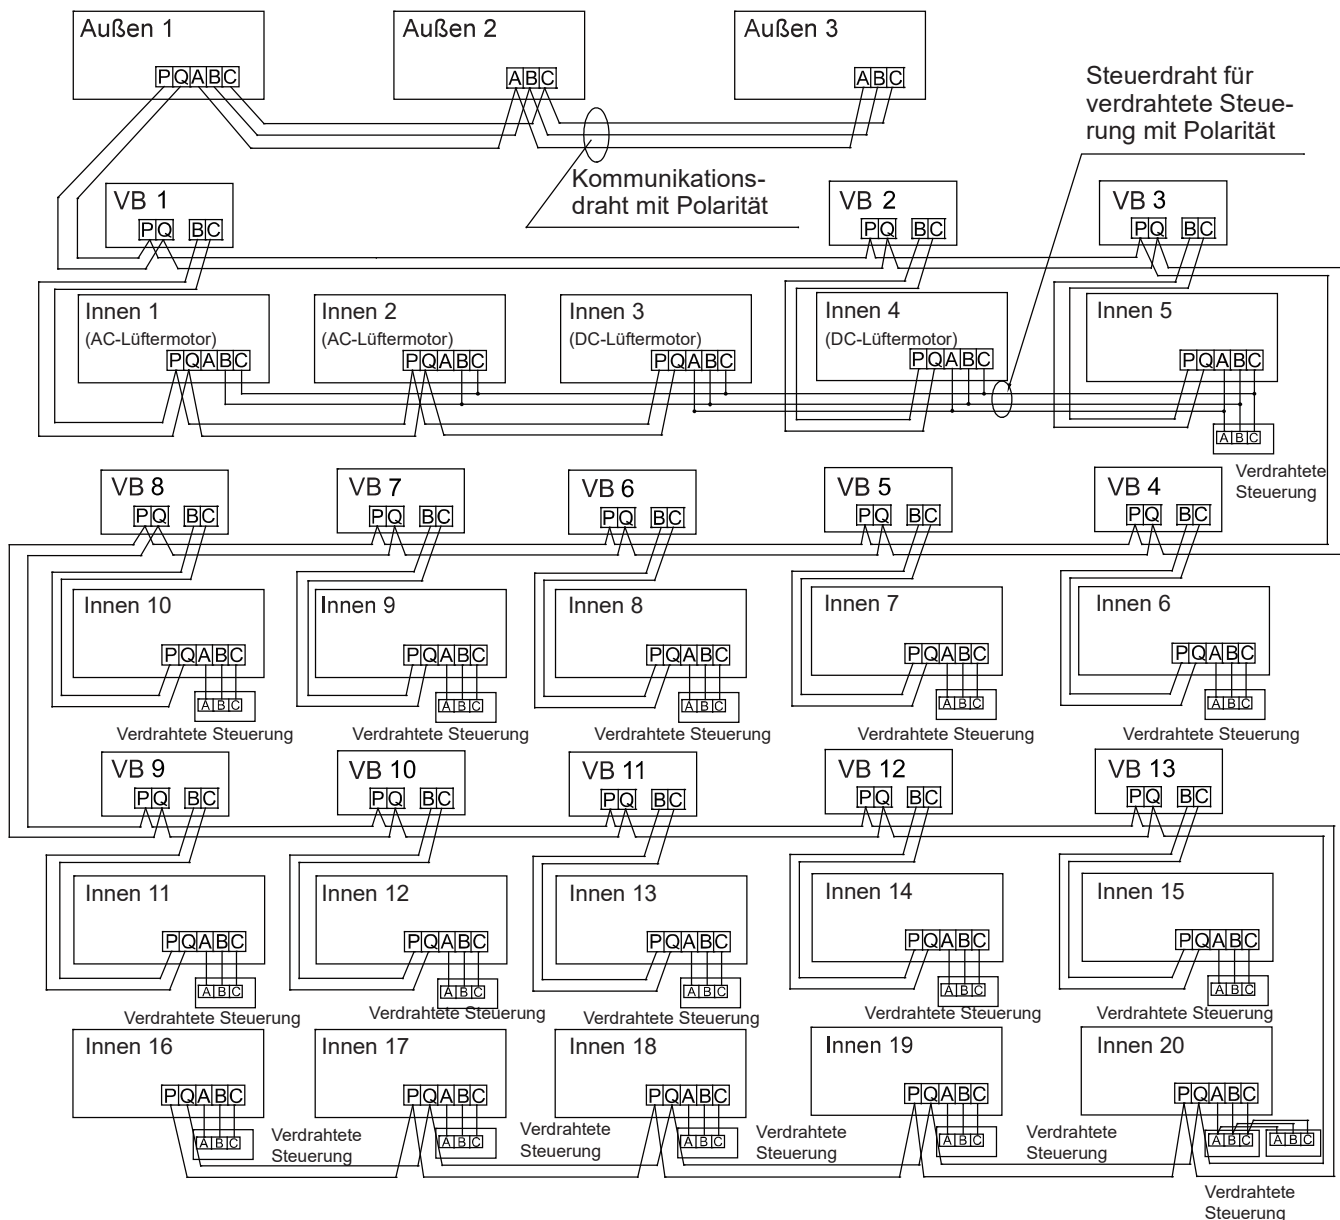 Außen 1
Außen 2
Außen 3
PQABC
ABC
ABC
Steuerdraht für
verdrahtete Steue-
rung mit Polarität
Kommunikations-
draht mit Polarität
VB 1
VB 2
VB 3
PQ BC
PQ BC
PQ BC
Innen 1
(AC-Lüftermotor)
Innen 2
(AC-Lüftermotor)
Innen 3
(DC-Lüftermotor)
Innen 4
(DC-Lüftermotor)
Innen 5
PQABC
PQABC
PQABC
PQABC
PQABC
ABC
Verdrahtete
Steuerung
VB 8
VB 7
VB 6
VB 5
VB 4
PQ BC
PQ BC
PQ BC
PQ BC
PQ BC
Innen 10
Innen 9
Innen 8
Innen 7
Innen 6
PQABC
PQABC
PQABC
PQABC
PQABC
ABC
ABC
ABC
ABC
ABC
Verdrahtete Steuerung
Verdrahtete Steuerung
Verdrahtete Steuerung
Verdrahtete Steuerung
Verdrahtete Steuerung
VB 9
VB 10
VB 11
VB 12
VB 13
PQ BC
PQ BC
PQ BC
PQ BC
PQ BC
Innen 11
Innen 12
Innen 13
Innen 14
Innen 15
PQABC
PQABC
PQABC
PQABC
PQABC
ABC
ABC
ABC
ABC
ABC
Verdrahtete Steuerung
Verdrahtete Steuerung
Verdrahtete Steuerung
Verdrahtete Steuerung
Verdrahtete Steuerung
Innen 16
Innen 17
Innen 18
Innen 19
Innen 20
PQABC
PQABC
PQABC
PQABC
PQABC
ABC
ABC
ABC
ABC
ABC
ABC
Verdrahtete
Steuerung
Verdrahtete
Steuerung
Verdrahtete
Steuerung
Verdrahtete
Steuerung
Verdrahtete
Steuerung